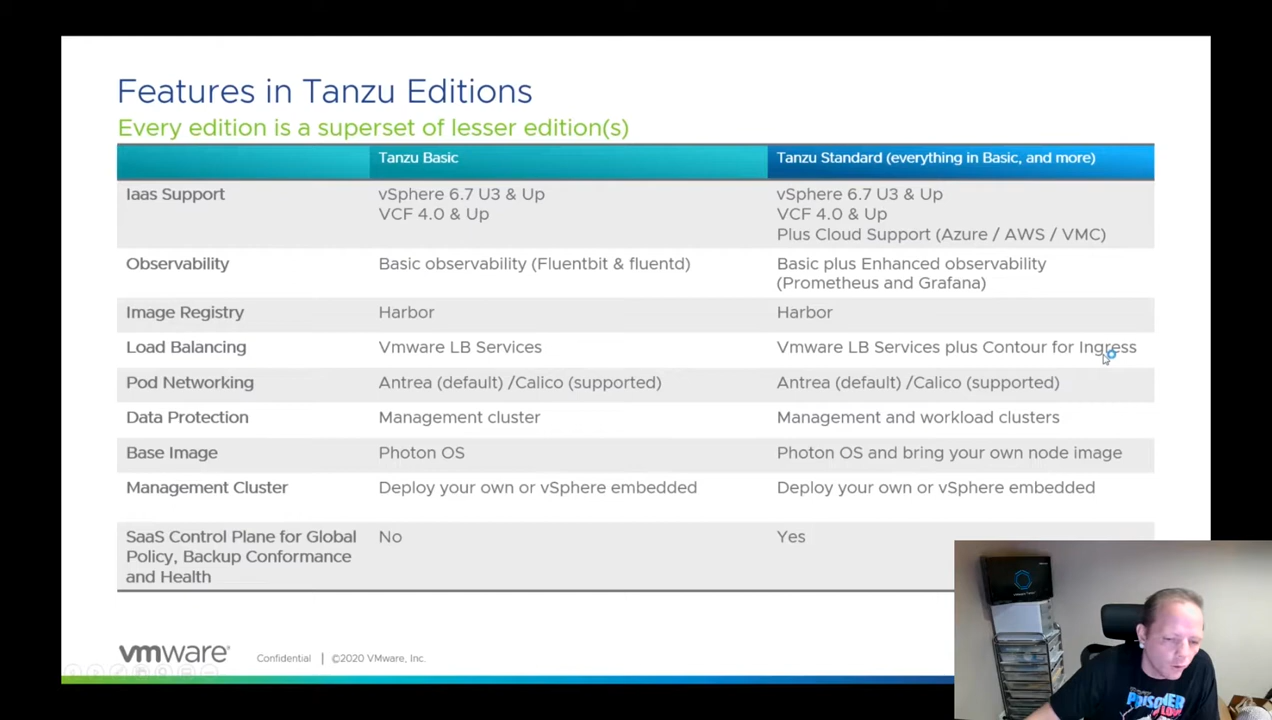 Features in Tanzu Editions
Every edition is a superset of lesser edition(s)
Tanzu Basic
Tanzu Standard (everything in Basic, and more)
Iaas Support
vSphere 6.7 U3 & Up
VCF 4.0 & Up
vSphere 6.7 U3 & Up
VCF 4.0 & Up
Plus Cloud Support (Azure / AWS / VMC)
Observability
Basic observability (Fluentbit & fluentd)
Basic plus Enhanced observability
(Prometheus and Grafana)
Image Registry
Harbor
Harbor
Load Balancing
Vmware LB Services
Vmware LB Services plus Contour for Ingress
Pod Networking
Antrea (default) /Calico (supported)
Antrea (default) /Calico (supported)
Data Protection
Management cluster
Management and workload clusters
Base Image
Photon OS
Photon OS and bring your own node image
Management Cluster
Deploy your own or vSphere embedded
Deploy your own or vSphere embedded
SaaS Control Plane for Global
Policy, Backup Conformance
and Health
No
Yes
vmware
Confidential | ©2020 VMware, Inc.